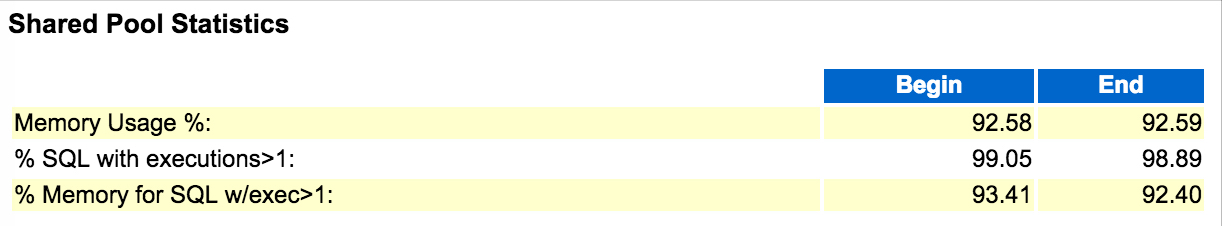 Shared Pool Statistics
Begin End
Memory Usage %: 92.58 92.59
% SQL with executions>1: 99.05 98.89
% Memory for SQL w/exec>1: 93.41 92.40